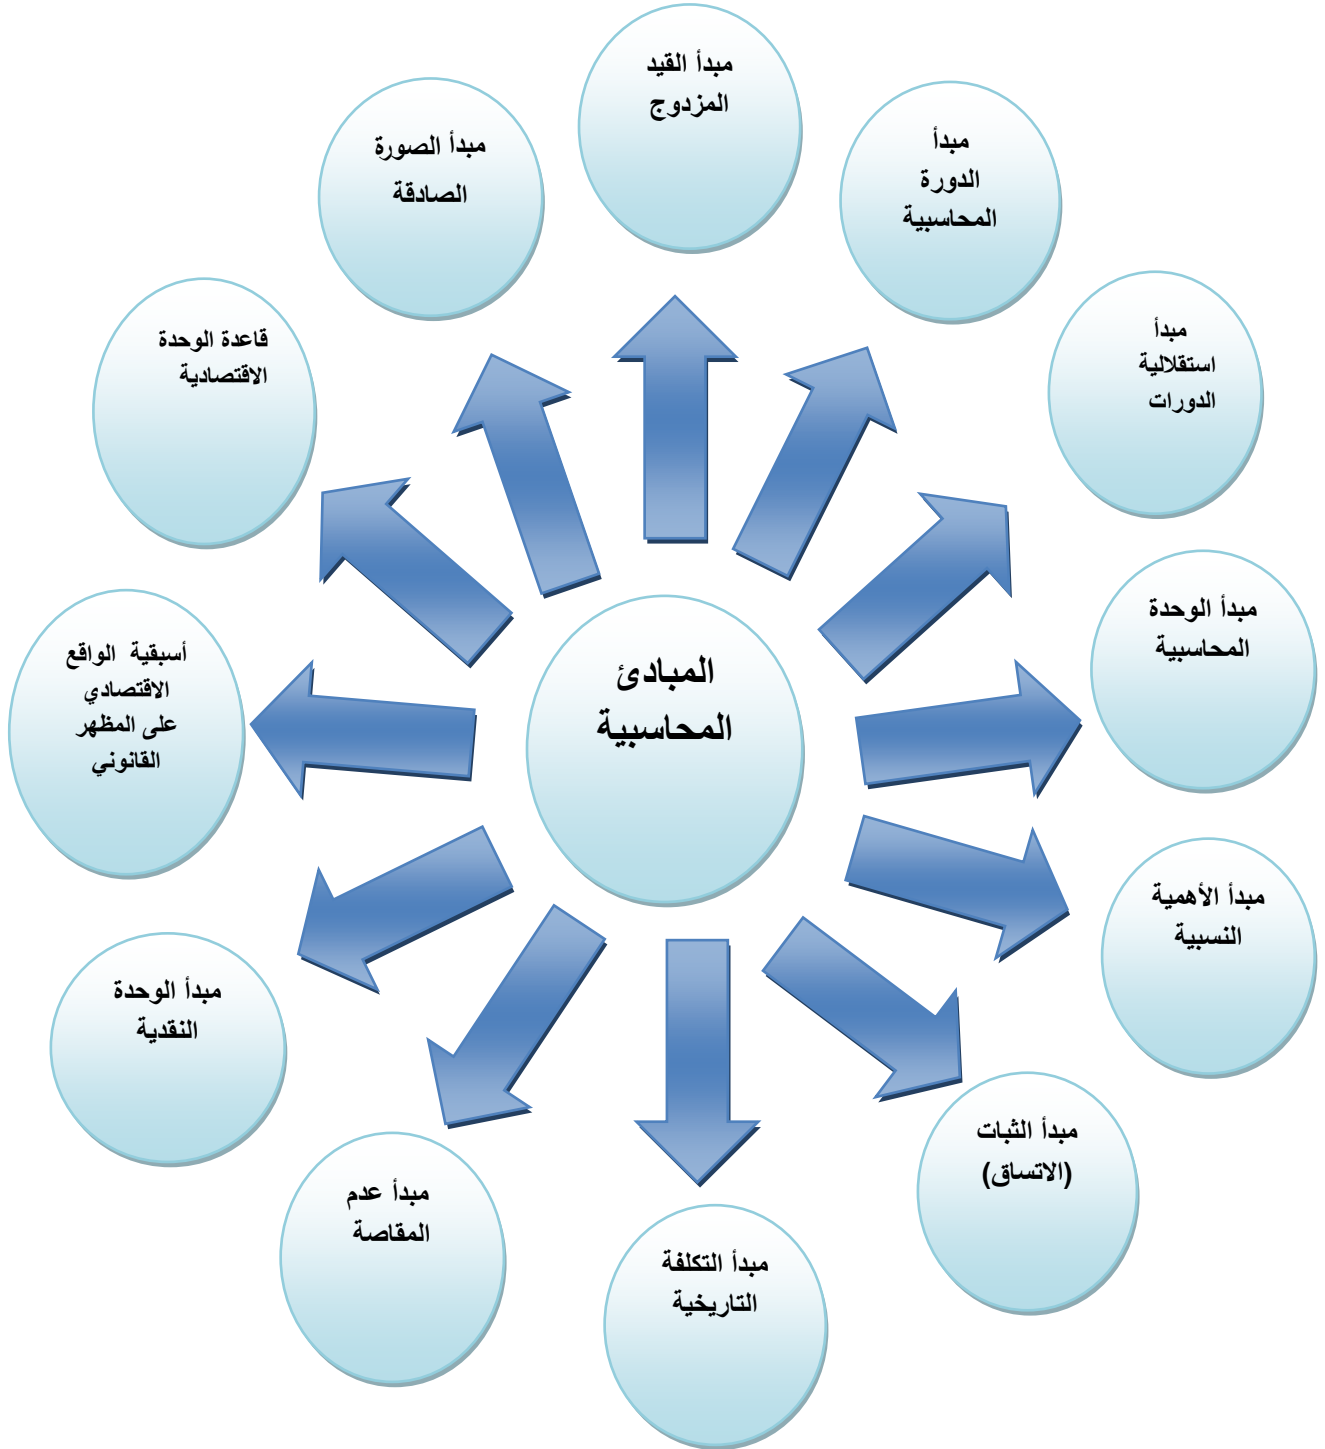 مبدأ القيد
المزدوج
مبدأ
الدورة
المحاسبية
مبدأ
استقلالية
الدورات
مبدأ الوحدة
المحاسبية
مبدأ الأهمية
النسبية
مبدأ الثبات
(الاتساق)
مبدأ التكلفة
التاريخية
مبدأ عدم
المقاصة
مبدأ الوحدة
النقدية
أسبقية الواقع
الاقتصادي
على المظهر
القانوني
قاعدة الوحدة
الاقتصادية
مبدأ الصورة
الصادقة
المبادئ
المحاسبية